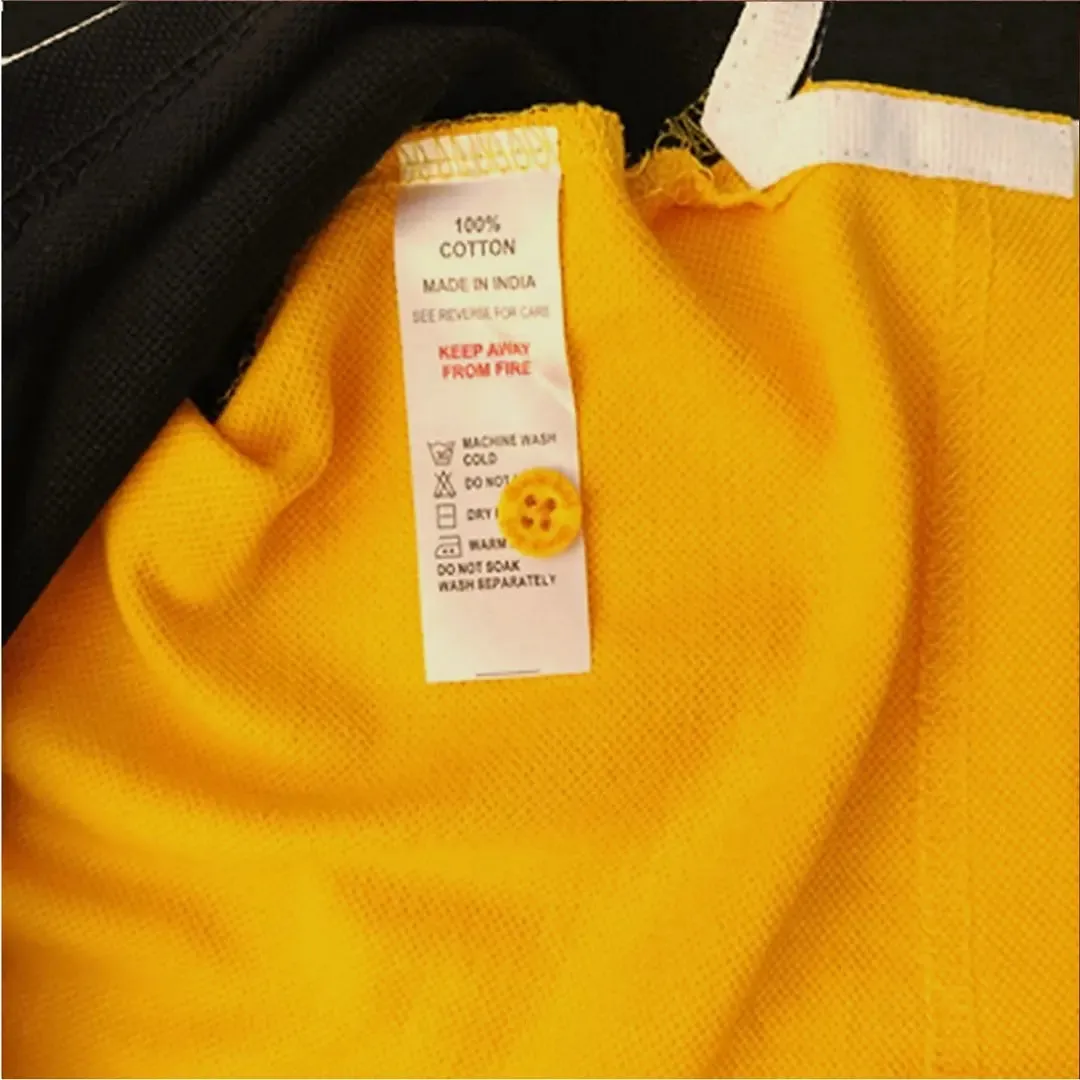 100%
COTTON
MADE IN INDIA
SEE REVERSE FOR CARE
KEEP AWAY
FROM FIRE
30
MACHINE WASH
COLD
DO NOT
DRY
WARM
DO NOT SOAK
WASH SEPARATELY